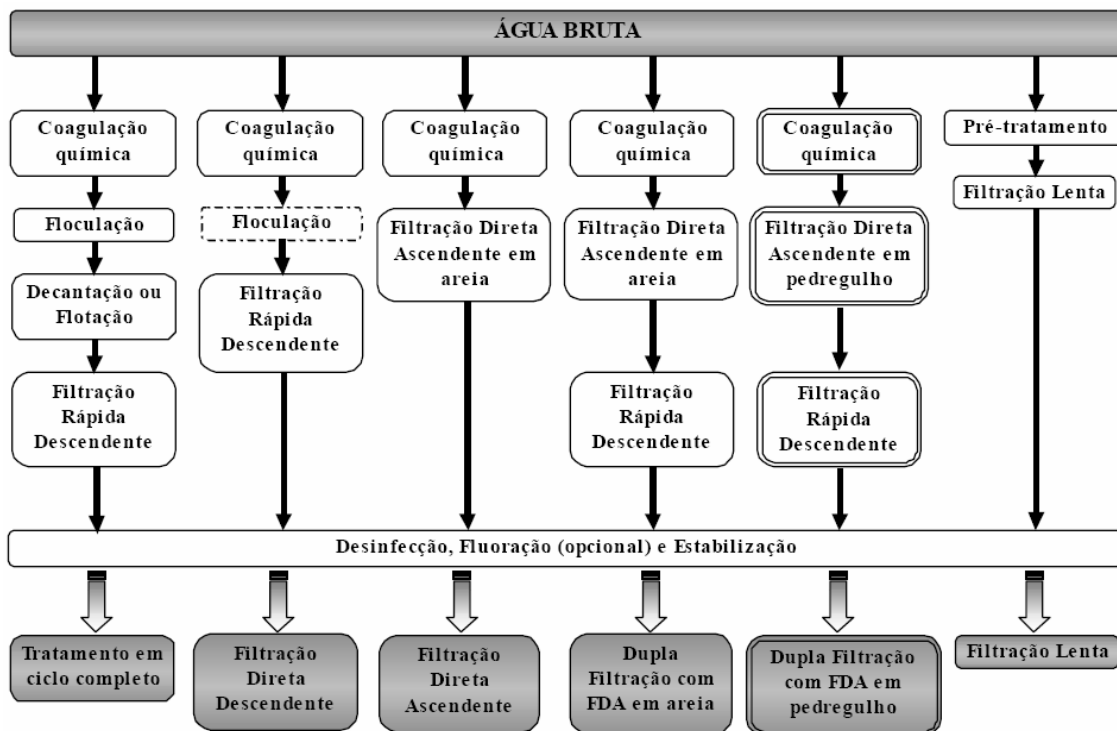 ÁGUA BRUTA
Coagulação
química
Floculação
Decantação ou
Flotação
Filtração
Rápida
Descendente
Coagulação
química
Floculação
Filtração
Rápida
Descendente
Coagulação
química
Filtração Direta
Ascendente em
areia
Coagulação
química
Filtração Direta
Ascendente em
areia
Filtração
Rápida
Descendente
Coagulação
química
Filtração Direta
Ascendente em
pedregulho
Filtração
Rápida
Descendente
Pré-tratamento
Filtração Lenta
Desinfecção, Fluoração (opcional) e Estabilização
Tratamento em
ciclo completo
Filtração
Direta
Descendente
Filtração
Direta
Ascendente
Dupla
Filtração com
FDA em areia
Dupla Filtração
com FDA em
pedregulho
Filtração Lenta